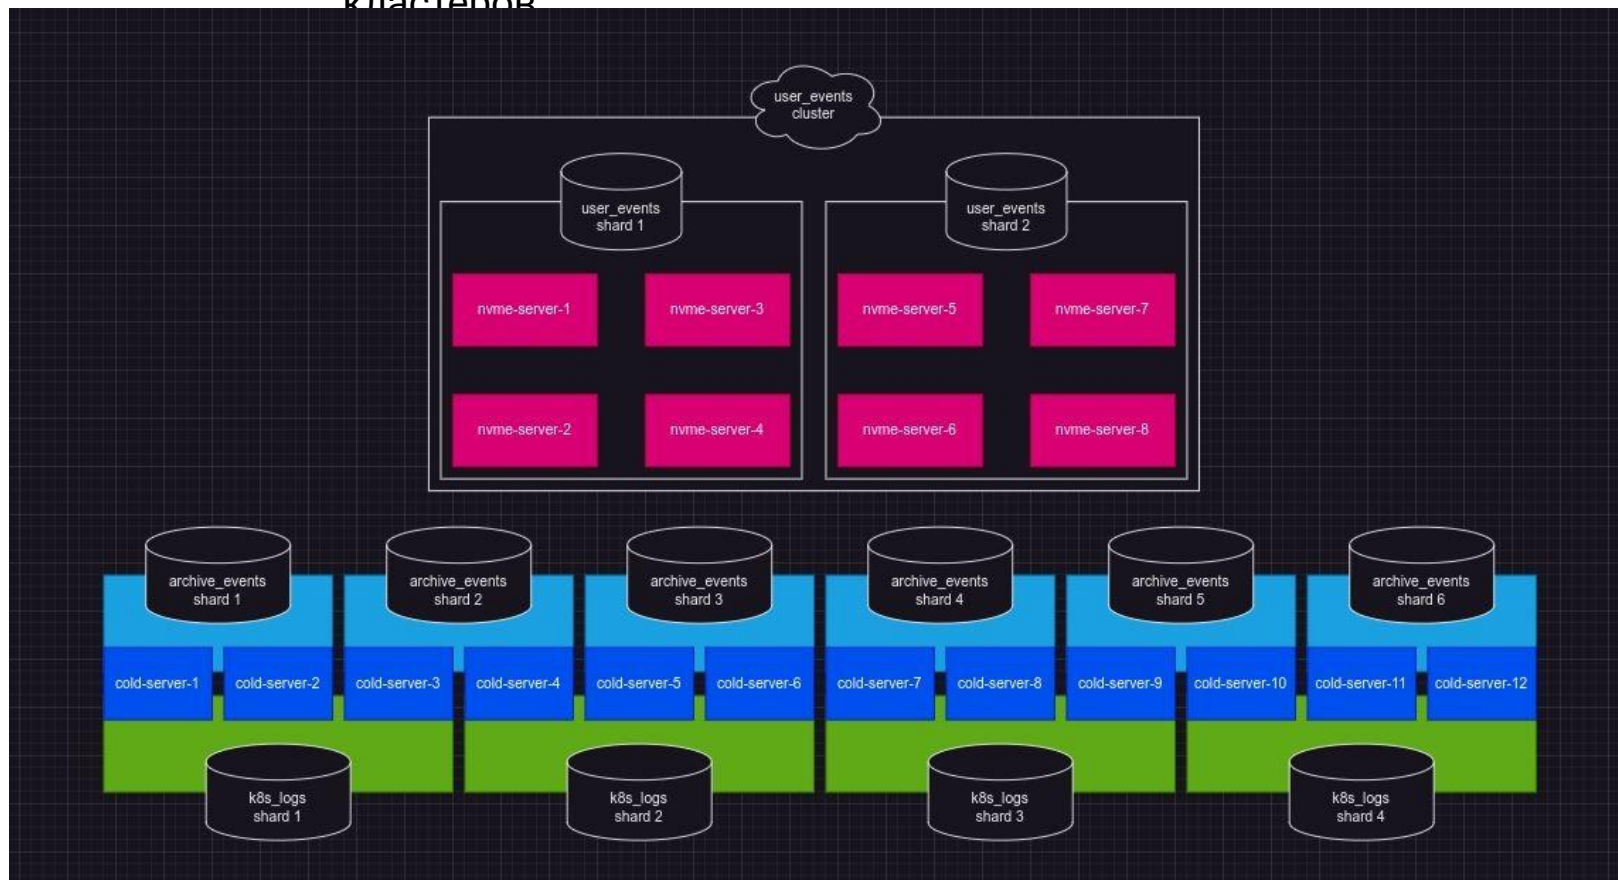 кластеров
user_events
cluster
user_events
shard 1
user_events
shard 2
nvme-server-1
nvme-server-3
nvme-server-5
nvme-server-7
nvme-server-2
nvme-server-4
nvme-server-6
nvme-server-8
archive_events
shard 1
archive_events
shard 2
archive_events
shard 3
archive_events
shard 4
archive_events
shard 5
archive_events
shard 6
cold-server-1
cold-server-2
cold-server-3
cold-server-4
cold-server-5
cold-server-6
cold-server-7
cold-server-8
cold-server-9
cold-server-10
cold-server-11
cold-server-12
k8s_logs
shard 1
k8s_logs
shard 2
k8s_logs
shard 3
k8s_logs
shard 4